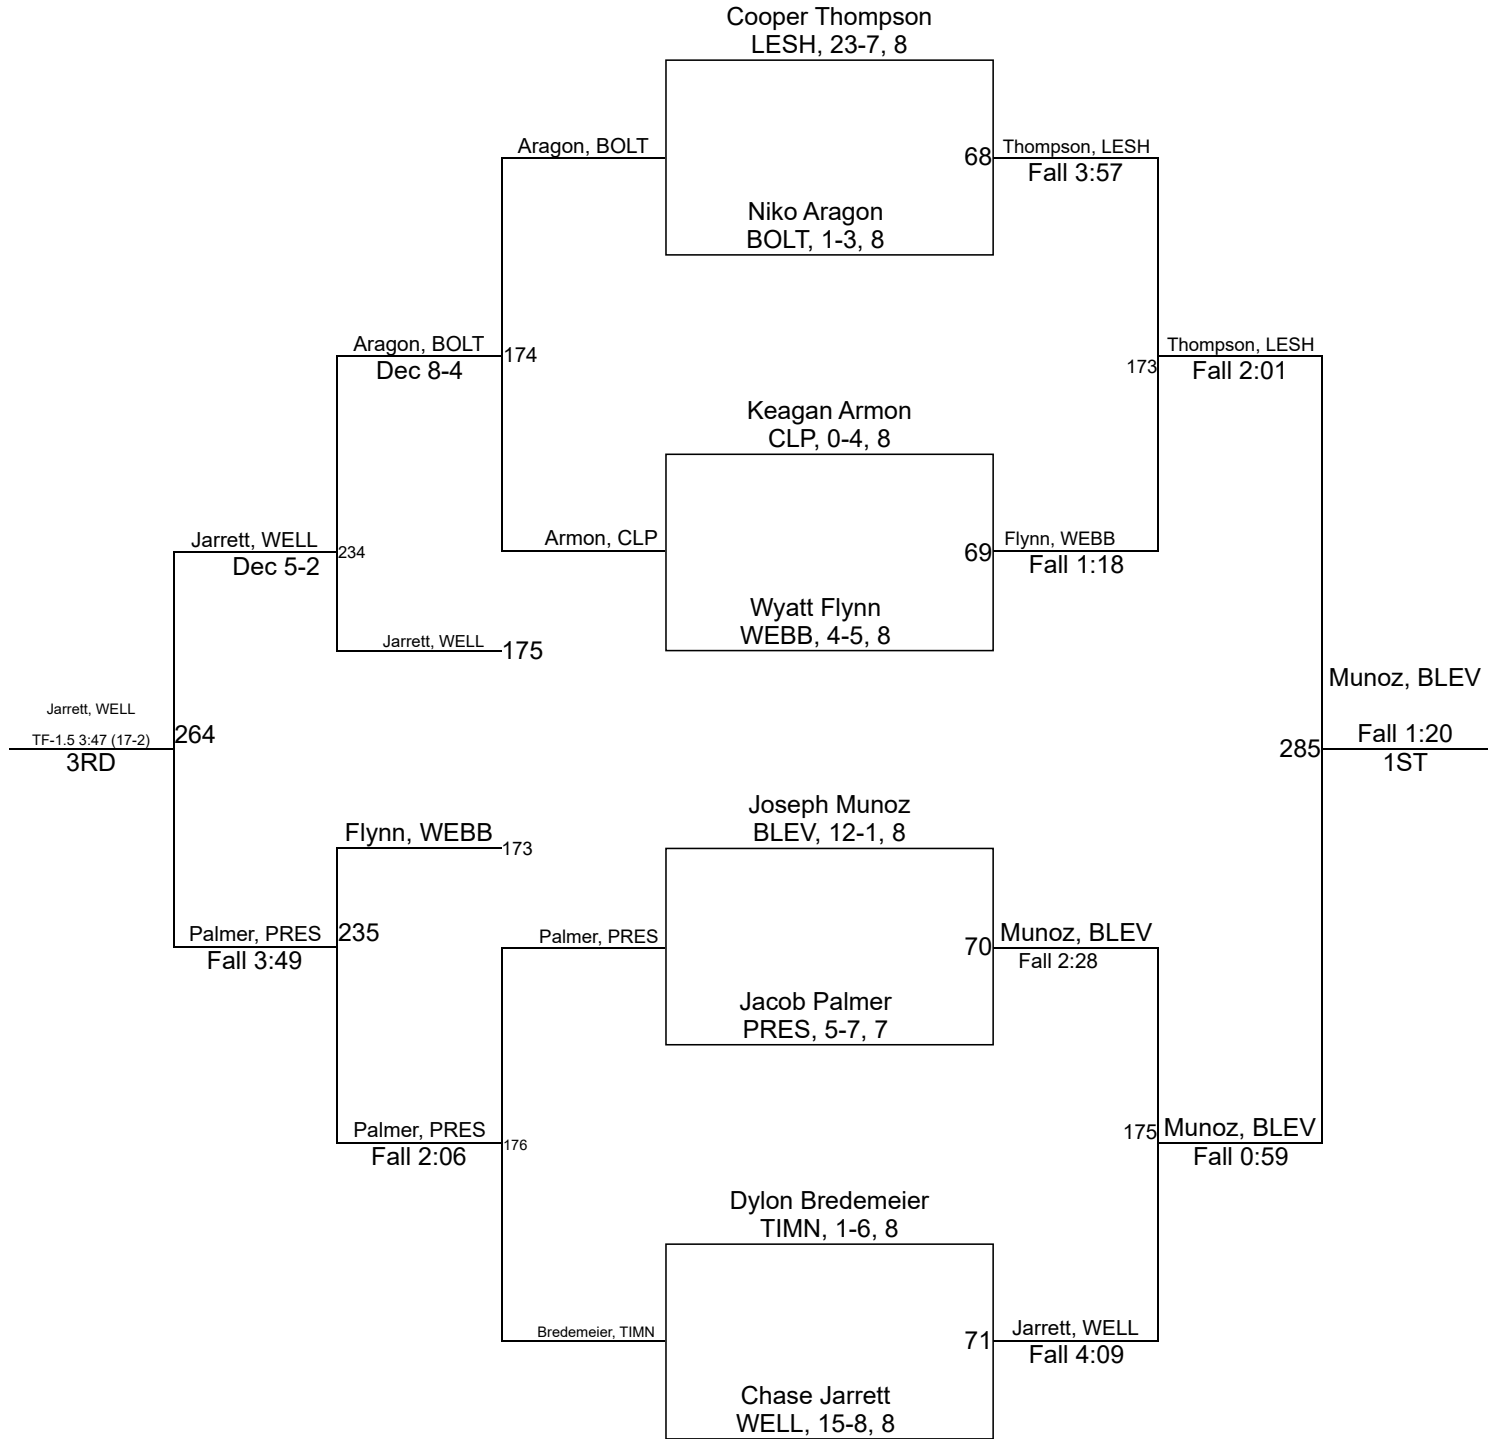 Cooper Thompson
LESH, 23-7, 8
Aragon, BOLT
68
Thompson, LESH
Fall 3:57
Niko Aragon
BOLT, 1-3, 8
Aragon, BOLT
Dec 8-4
174
Thompson, LESH
173
Fall 2:01
Keagan Armon
CLP, 0-4, 8
Jarrett, WELL
Dec 5-2
234
Armon, CLP
69
Flynn, WEBB
Fall 1:18
Wyatt Flynn
WEBB, 4-5, 8
Jarrett, WELL
175
Munoz, BLEV
Jarrett, WELL
TF-1.5 3:47 (17-2)
264
3RD
285
Fall 1:20
1ST
Joseph Munoz
BLEV, 12-1, 8
Flynn, WEBB
173
Palmer, PRES
235
Fall 3:49
Palmer, PRES
70
Munoz, BLEV
Fall 2:28
Jacob Palmer
PRES, 5-7, 7
Palmer, PRES
Fall 2:06
176
175
Munoz, BLEV
Fall 0:59
Dylon Bredemeier
TIMN, 1-6, 8
Bredemeier, TIMN
71
Jarrett, WELL
Fall 4:09
Chase Jarrett
WELL, 15-8, 8